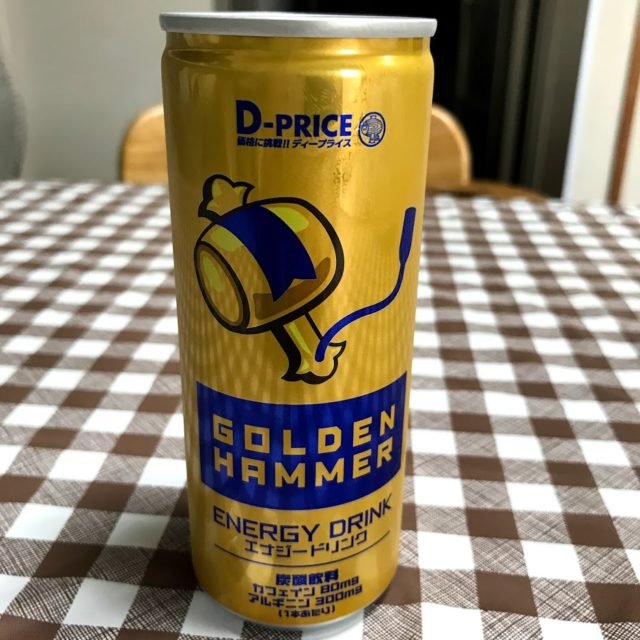 D-PRICE
価格に挑戦!! ディープライス
GOLDEN
HAMMER
ENERGY DRINK
エナジードリンク
炭酸飲料
カフェイン 80mg
アルギニン 300mg
(1本あたり)